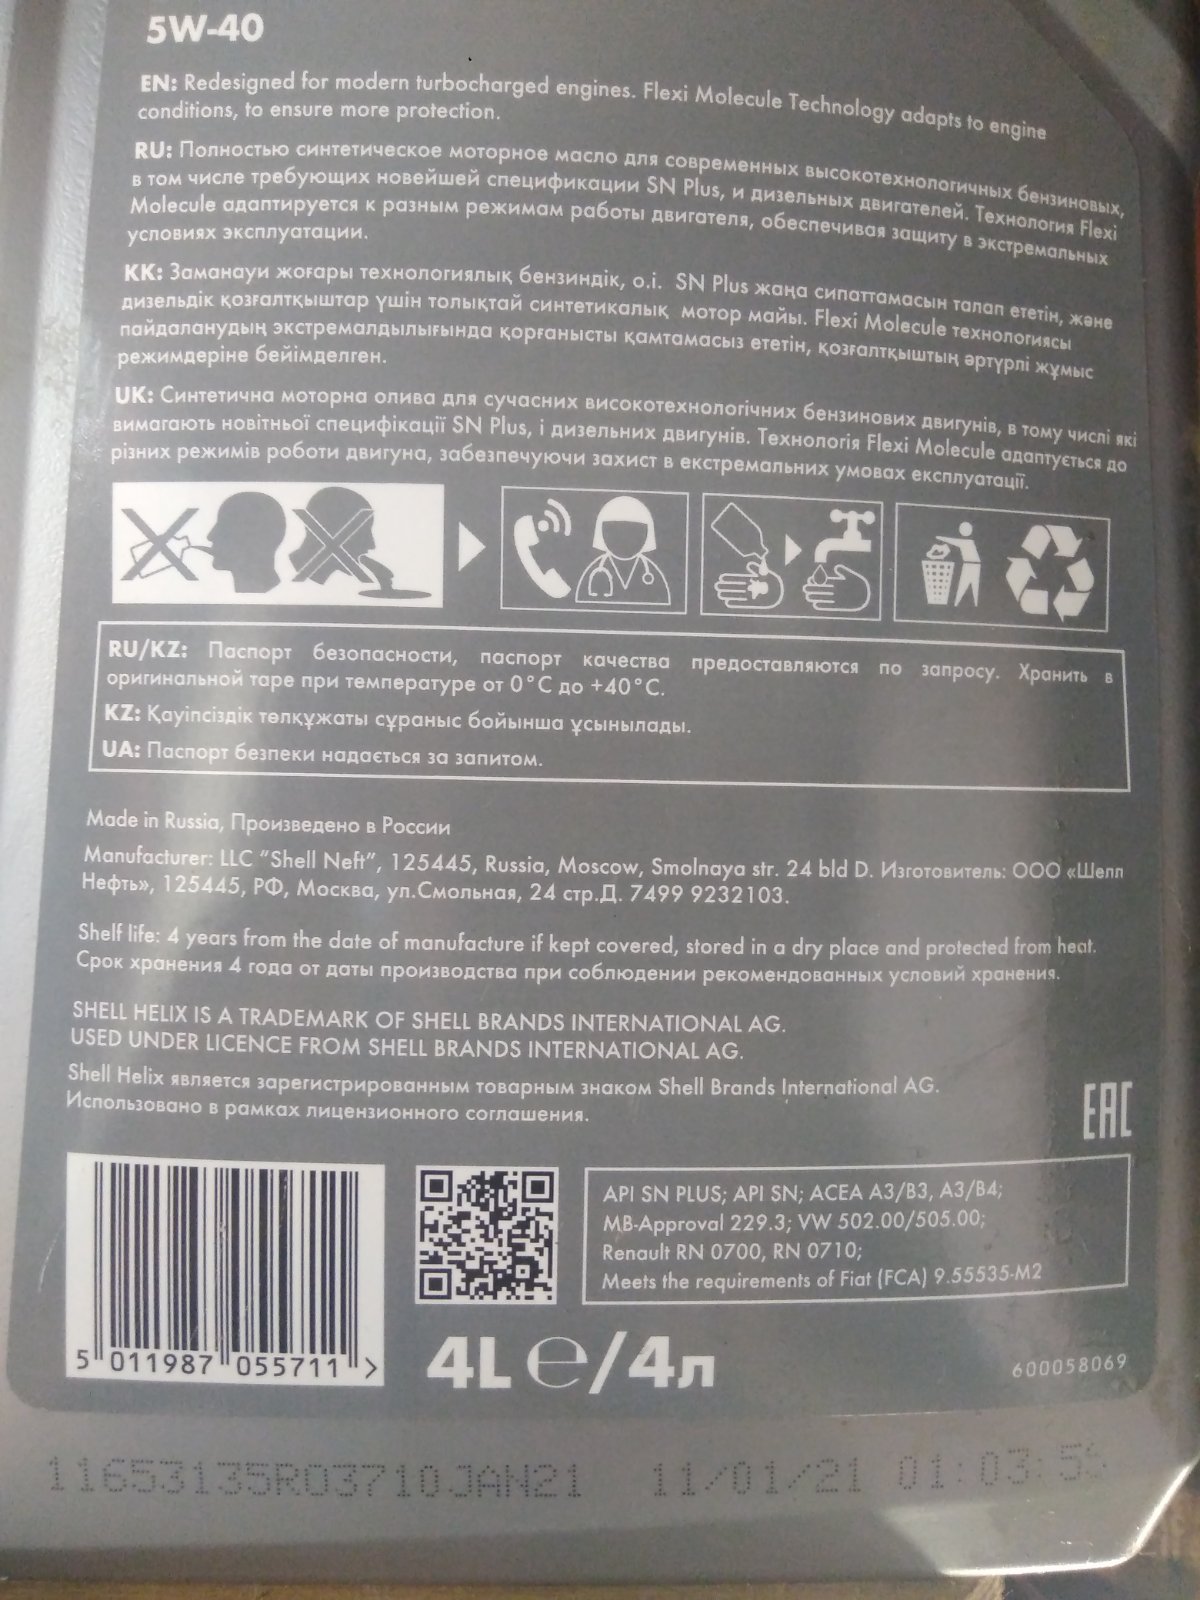 5W-40
EN: Redesigned for modern turbocharged engines. Flexi Molecule Technology adapts to engine
conditions, to ensure more protection.
RU: Полностью синтетическое моторное масло для современных высокотехнологичных бензиновых,
в том числе требующих новейшей спецификации SN Plus, и дизельных двигателей. Технология Flexi
Molecule адаптируется к разным режимам работы двигателя, обеспечивая защиту в экстремальных
условиях эксплуатации.
KK: Заманауи жоғары технологиялық бензиндік, о.і. SN Plus жаңа сипаттамасын талап ететін, және
дизельдік қозғалтқыштар үшін толықтай синтетикалық мотор майы. Flexi Molecule технологиясы
пайдаланудың экстремалдылығында қорғанысты қамтамасыз ететін, қозғалтқыштың әртүрлі жұмыс
режимдеріне бейімделген.
UK: Синтетична моторна олива для сучасних високотехнологічних бензинових двигунів, в тому числі які
вимагають новітньої специфікації SN Plus, і дизельних двигунів. Технологія Flexi Molecule адаптується до
різних режимів роботи двигуна, забезпечуючи захист в екстремальних умовах експлуатації.
RU/KZ: Паспорт безопасности, паспорт качества предоставляются по запросу. Хранить в
оригинальной таре при температуре от 0°C до +40°C.
KZ: Қауіпсіздік төлқұжаты сұраныс бойынша ұсынылады.
UA: Паспорт безпеки надається за запитом.
Made in Russia, Произведено в России
Manufacturer: LLC "Shell Neft", 125445, Russia, Moscow, Smolnaya str. 24 bld D. Изготовитель: ООО «Шелл
Нефть», 125445, РФ, Москва, ул.Смольная, 24 стр.Д. 7499 9232103.
Shelf life: 4 years from the date of manufacture if kept covered, stored in a dry place and protected from heat.
Срок хранения 4 года от даты производства при соблюдении рекомендованных условий хранения.
SHELL HELIX IS A TRADEMARK OF SHELL BRANDS INTERNATIONAL AG.
USED UNDER LICENCE FROM SHELL BRANDS INTERNATIONAL AG.
Shell Helix является зарегистрированным товарным знаком Shell Brands International AG.
Использовано в рамках лицензионного соглашения.
EAC
API SN PLUS; API SN; ACEA A3/B3, A3/B4;
MB-Approval 229.3; VW 502.00/505.00;
Renault RN 0700, RN 0710;
Meets the requirements of Fiat (FCA) 9.55535-M2
5 011987 055711 >
4L ℮/4л
600058069
11653135RO3710JAN21 11/01/21 01:03:5